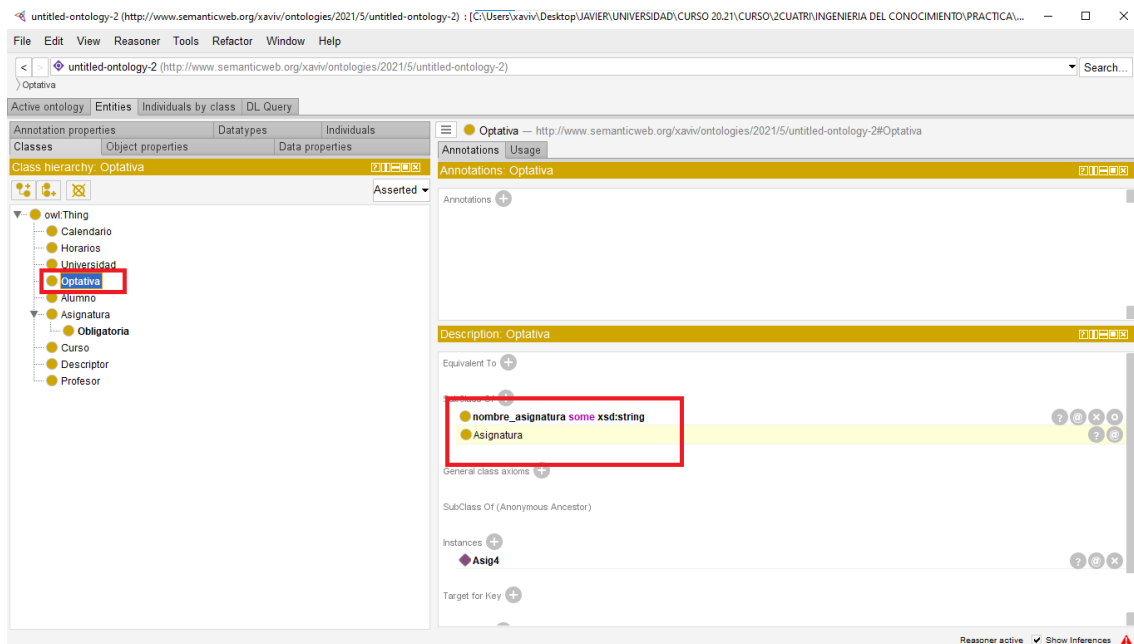 untitled-ontology-2 (http://www.semanticweb.org/xaviv/ontologies/2021/5/untitled-ontology-2) : [C:\Users\xaviv\Desktop\JAVIER\UNIVERSIDAD\CURSO 20.21\CURSO\2CUATRI\INGENIERIA DEL CONOCIMIENTO\PRACTICA\...
File Edit View Reasoner Tools Refactor Window Help
< > untitled-ontology-2 (http://www.semanticweb.org/xaviv/ontologies/2021/5/untitled-ontology-2) Search...
Optativa
Active ontology Entities Individuals by class DL Query
Annotation properties Datatypes Individuals
Classes Object properties Data properties
Class hierarchy: Optativa
Asserted
owl:Thing
Calendario
Horarios
Universidad
Optativa
Alumno
Asignatura
Obligatoria
Curso
Descriptor
Profesor
Optativa — http://www.semanticweb.org/xaviv/ontologies/2021/5/untitled-ontology-2#Optativa
Annotations Usage
Annotations: Optativa
Annotations
Description: Optativa
Equivalent To
SubClass Of
nombre_asignatura some xsd:string
Asignatura
General class axioms
SubClass Of (Anonymous Ancestor)
Instances
Asig4
Target for Key
Reasoner active Show Inferences